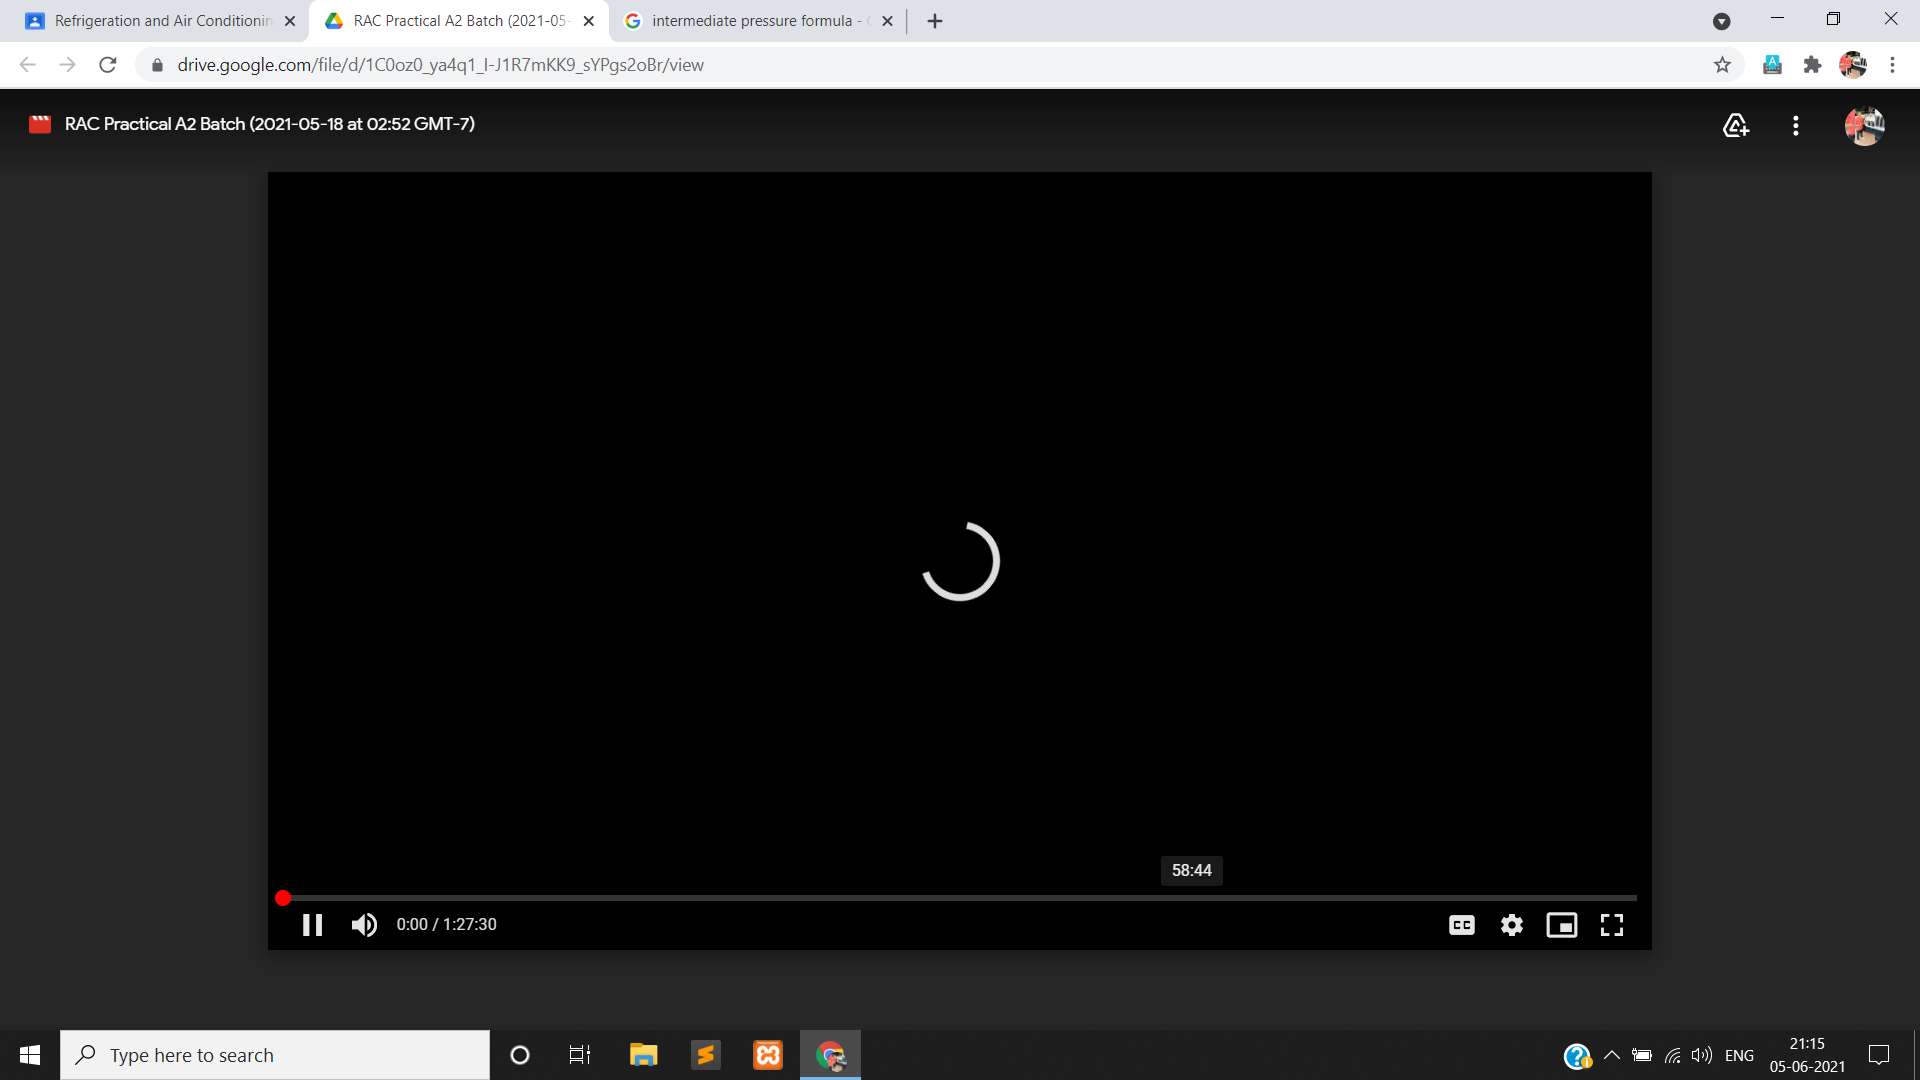 Refrigeration and Air Conditionin
RAC Practical A2 Batch (2021-05-
intermediate pressure formula -
drive.google.com/file/d/1C0oz0_ya4q1_l-J1R7mKK9_sYPgs2oBr/view
RAC Practical A2 Batch (2021-05-18 at 02:52 GMT-7)
58:44
0:00 / 1:27:30
CC
Type here to search
ENG
21:15
05-06-2021